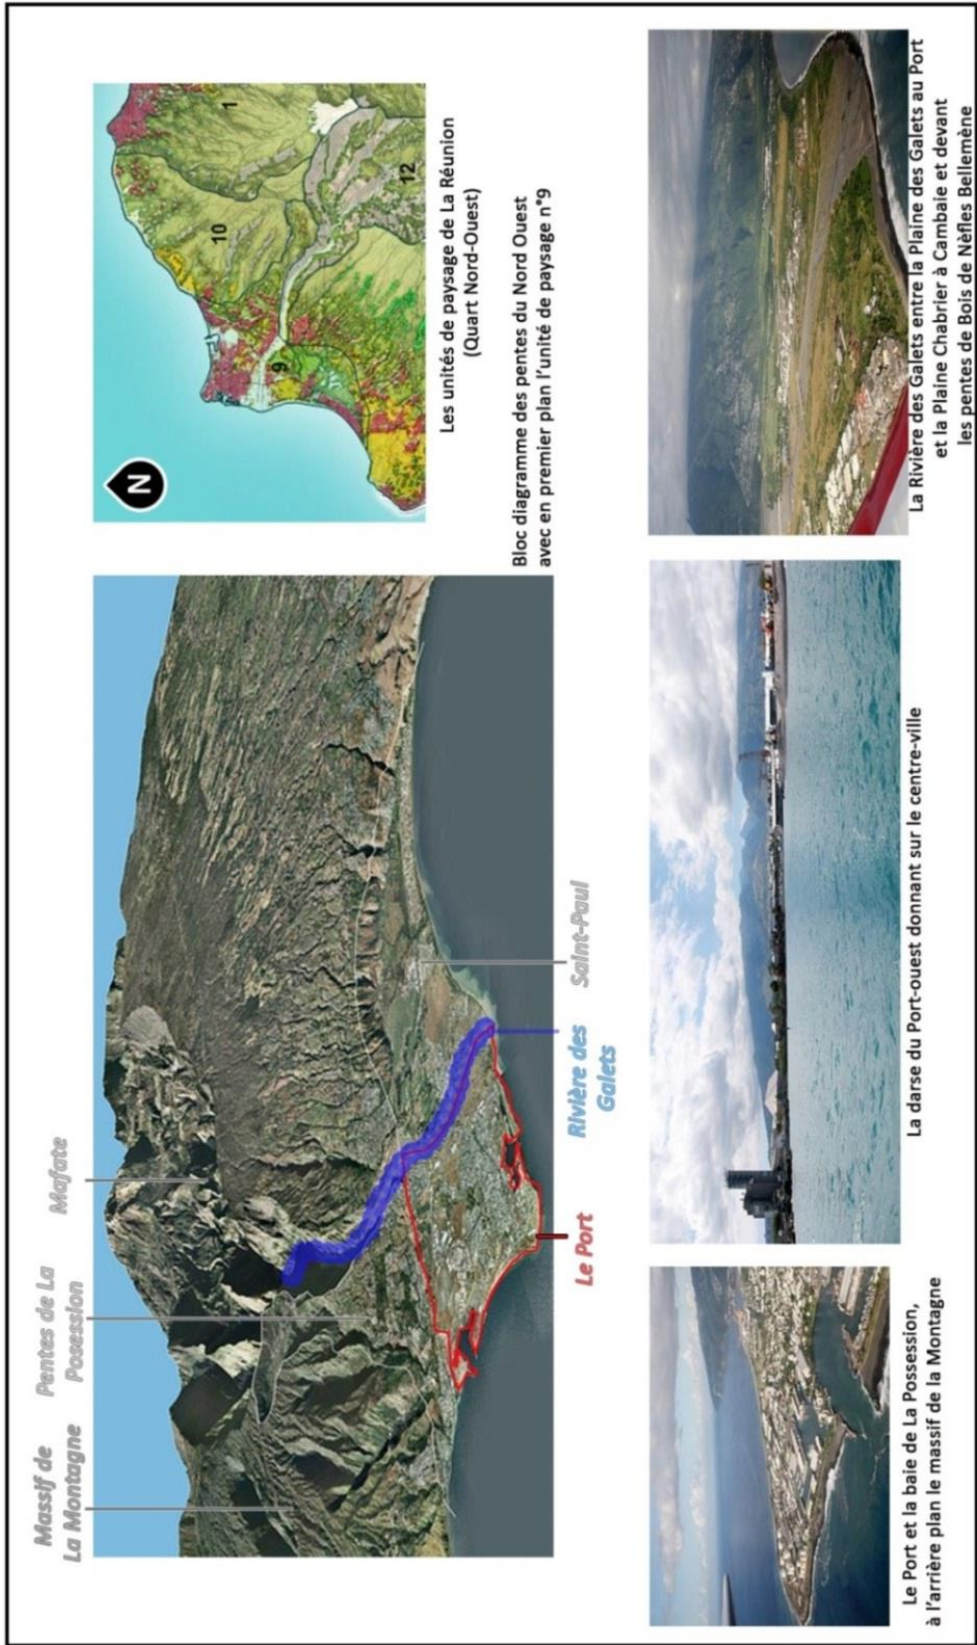 Massif de
La Montagne
Pentes de La
Posession
Mafate
Le Port
Rivière des
Galets
Saint-Paul
N
1
10
9
12
Les unités de paysage de La Réunion
(Quart Nord-Ouest)
Bloc diagramme des pentes du Nord Ouest
avec en premier plan l'unité de paysage n°9
Le Port et la baie de La Possession,
à l'arrière plan le massif de la Montagne
La darse du Port-ouest donnant sur le centre-ville
La Rivière des Galets entre la Plaine des Galets au Port
et la Plaine Chabrier à Cambaie et devant
les pentes de Bois de Nèfles Bellemène